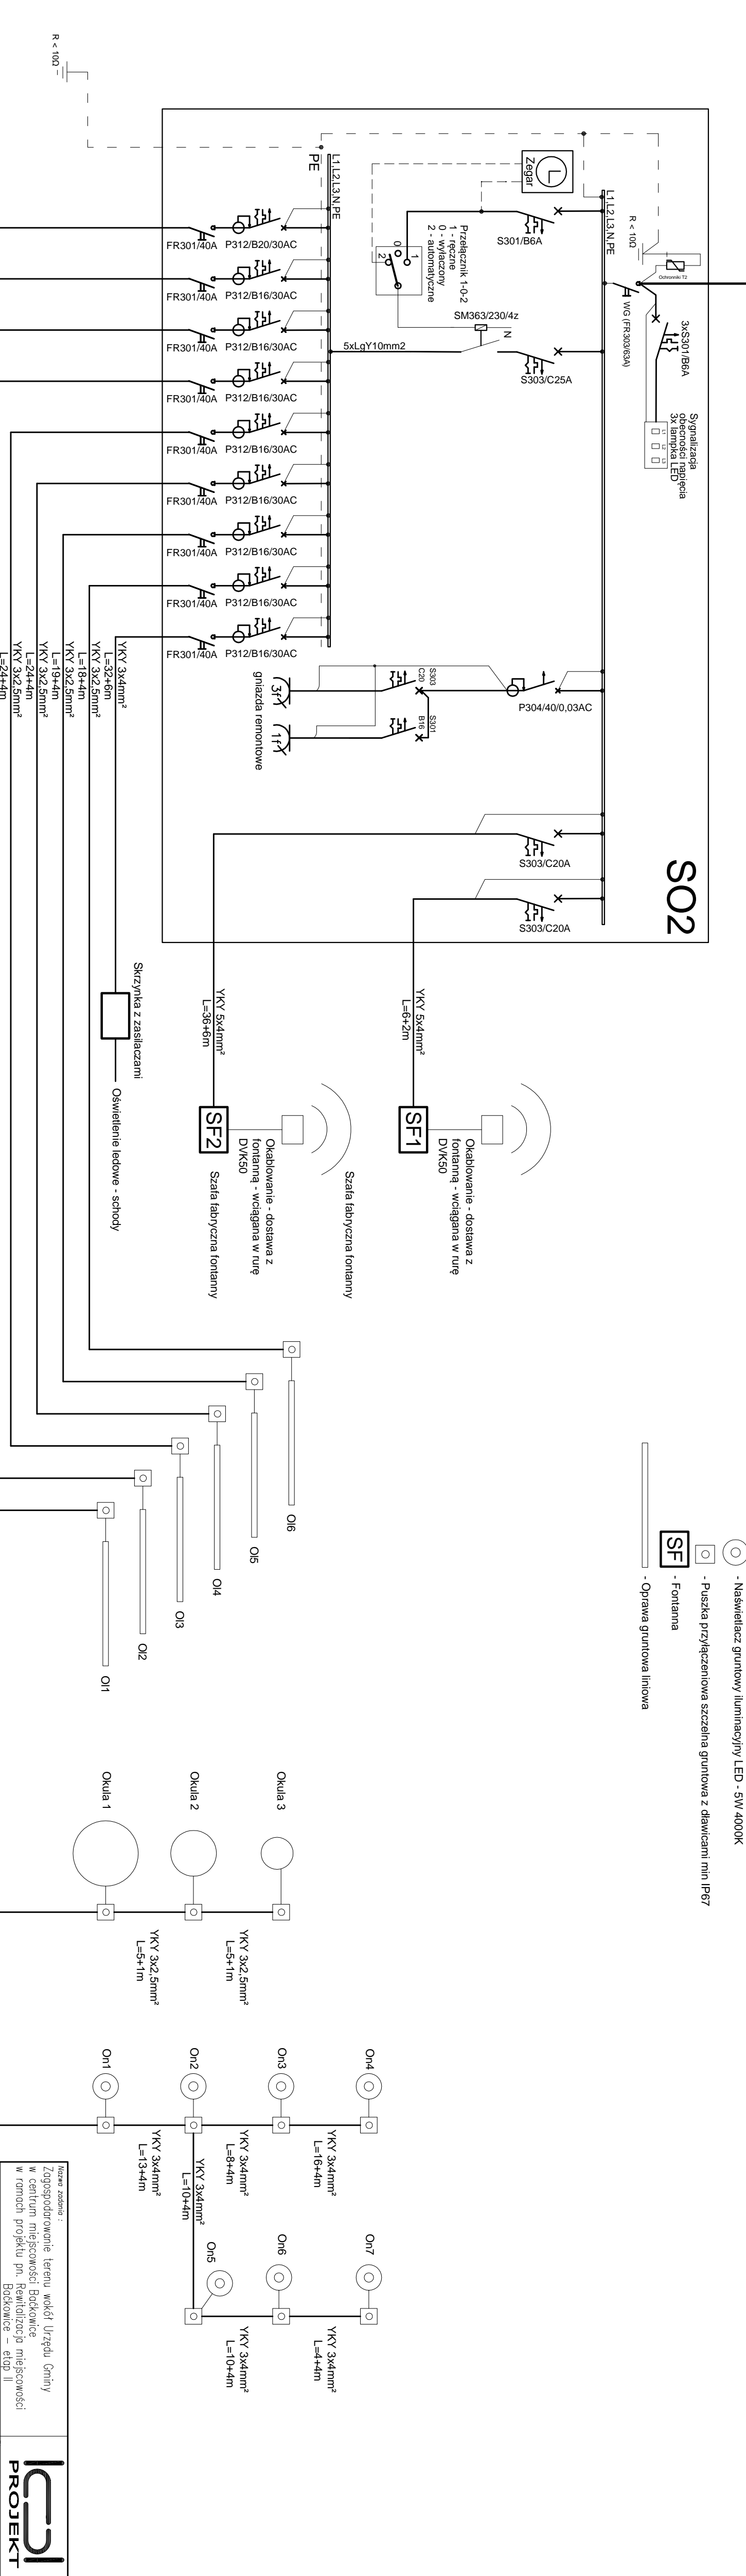 R < 10Ω
SO2
L1,L2,L3,N,PE
PE
L1,L2,L3,N,PE
R < 10Ω
Ochronniki T2
WG (FR303/63A)
3xS301/B6A
L1
L2
L3
Sygnalizacja
obecności napięcia
3x lampka LED
Zegar
S301/B6A
Przełącznik 1-0-2
1 - ręczne
0 - wyłaczony
2 - automatyczne
1
0
2
SM363/230/4z
N
5xLgY10mm2
S303/C25A
FR301/40A
P312/B20/30AC
FR301/40A
P312/B16/30AC
FR301/40A
P312/B16/30AC
FR301/40A
P312/B16/30AC
FR301/40A
P312/B16/30AC
FR301/40A
P312/B16/30AC
FR301/40A
P312/B16/30AC
FR301/40A
P312/B16/30AC
FR301/40A
P312/B16/30AC
P304/40/0,03AC
S303
C20
S301
B16
3f
1f
gniazda remontowe
S303/C20A
S303/C20A
YKY 5x4mm²
L=6+2m
YKY 5x4mm²
L=36+6m
YKY 3x4mm²
L=32+6m
YKY 3x2,5mm²
L=18+4m
YKY 3x2,5mm²
L=19+4m
YKY 3x2,5mm²
L=24+4m
YKY 3x2,5mm²
L=24+4m
Skrzynka z zasilaczami
Oświetlenie ledowe - schody
SF1
Okablowanie - dostawa z
fontanną - wciągana w rurę
DVK50
Szafa fabryczna fontanny
SF2
Okablowanie - dostawa z
fontanną - wciągana w rurę
DVK50
Szafa fabryczna fontanny
Ol6
Ol5
Ol4
Ol3
Ol2
Ol1
- Naświetlacz gruntowy iluminacyjny LED - 5W 4000K
- Puszka przyłączeniowa szczelna gruntowa z dławicami min IP67
SF
- Fontanna
- Oprawa gruntowa liniowa
Okula 3
Okula 2
Okula 1
YKY 3x2,5mm²
L=5+1m
YKY 3x2,5mm²
L=5+1m
On4
On3
On2
On1
YKY 3x4mm²
L=16+4m
YKY 3x4mm²
L=8+4m
YKY 3x4mm²
L=13+4m
YKY 3x4mm²
L=10+4m
On7
On6
On5
YKY 3x4mm²
L=4+4m
YKY 3x4mm²
L=10+4m
Nazwa zadania :
Zagospodarowanie terenu wokół Urzędu Gminy
w centrum miejscowości Baćkowice
w ramach projektu pn. Rewitalizacja miejscowości
Baćkowice – etap II
PROJEKT